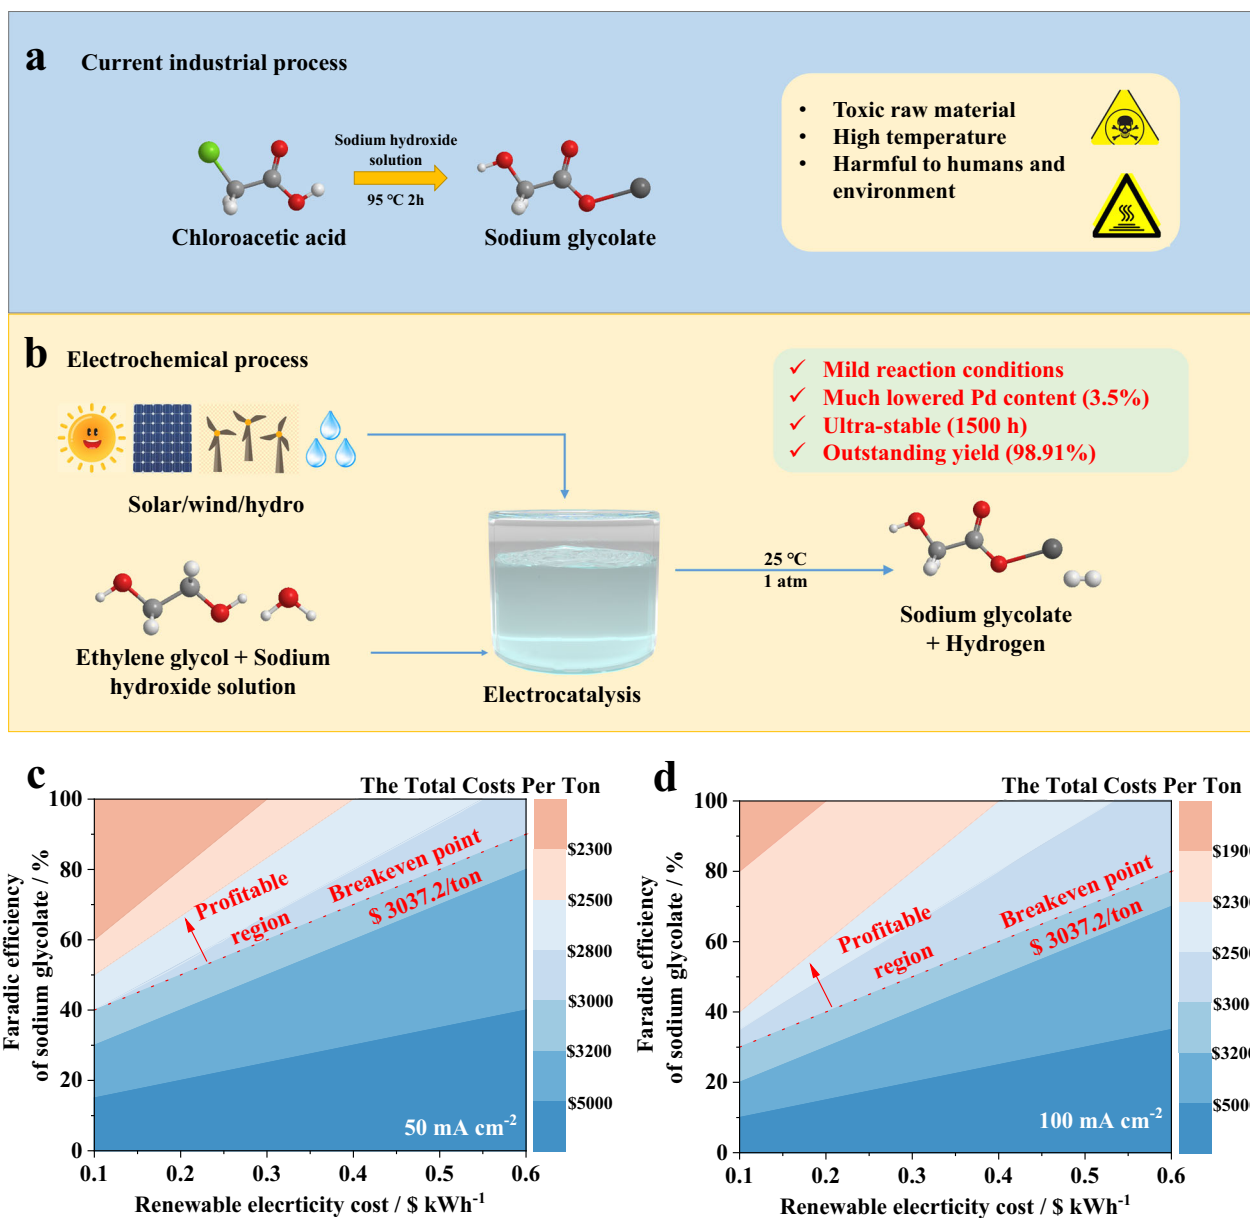 a
Current industrial process
Sodium hydroxide
solution
95 °C 2h
Chloroacetic acid
Sodium glycolate
• Toxic raw material
• High temperature
• Harmful to humans and
environment
b
Electrochemical process
✓ Mild reaction conditions
✓ Much lowered Pd content (3.5%)
✓ Ultra-stable (1500 h)
✓ Outstanding yield (98.91%)
Solar/wind/hydro
Ethylene glycol + Sodium
hydroxide solution
Electrocatalysis
25 °C
1 atm
Sodium glycolate
+ Hydrogen
c
The Total Costs Per Ton
Faradic efficiency
of sodium glycolate / %
100
80
60
40
20
0
0.1
0.2
0.3
0.4
0.5
0.6
Renewable elecrticity cost / $ kWh⁻¹
Profitable
region
Breakeven point
$ 3037.2/ton
50 mA cm⁻²
$2300
$2500
$2800
$3000
$3200
$5000
d
The Total Costs Per Ton
Faradic efficiency
of sodium glycolate / %
100
80
60
40
20
0
0.1
0.2
0.3
0.4
0.5
0.6
Renewable elecrticity cost / $ kWh⁻¹
Profitable
region
Breakeven point
$ 3037.2/ton
100 mA cm⁻²
$190
$230
$250
$300
$320
$500